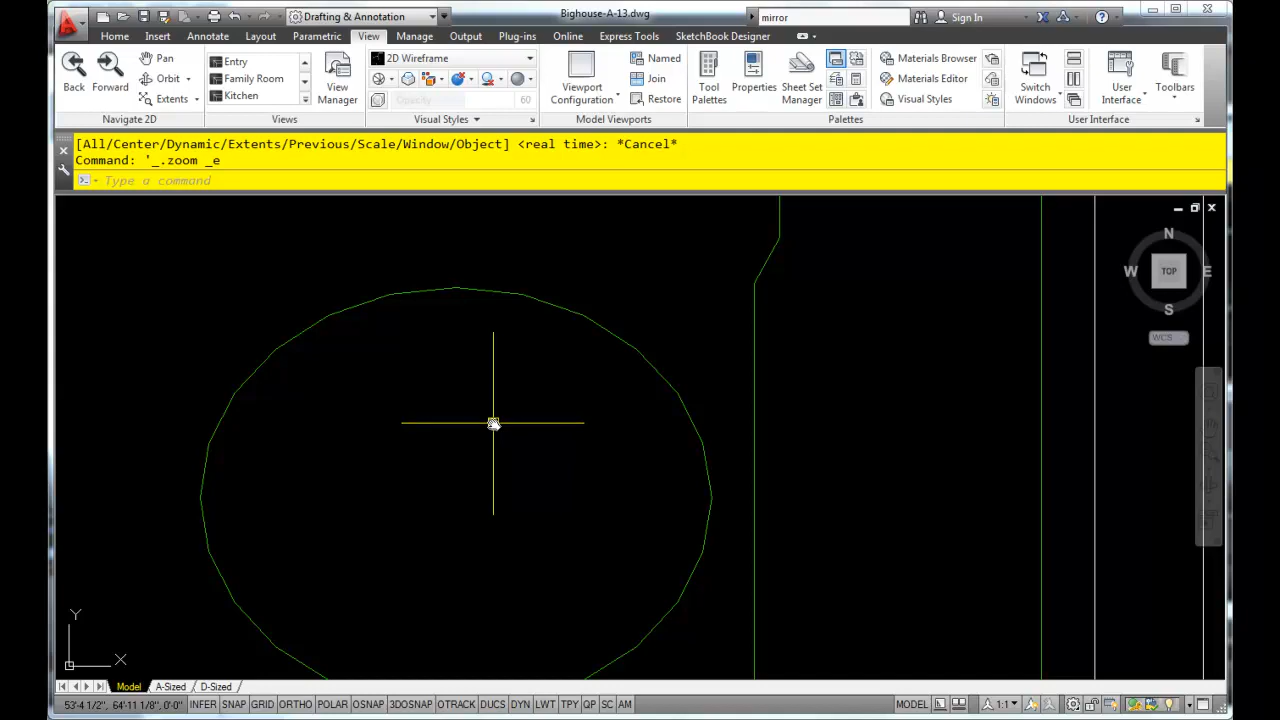 Drafting & Annotation
Bighouse-A-13.dwg
mirror
Sign In
Home Insert Annotate Layout Parametric View Manage Output Plug-ins Online Express Tools SketchBook Designer
Back
Forward
Pan
Orbit
Extents
Navigate 2D
Entry
Family Room
Kitchen
View Manager
Views
2D Wireframe
Opacity 60
Visual Styles
Viewport Configuration
Named
Join
Restore
Model Viewports
Tool Palettes
Properties
Sheet Set Manager
Materials Browser
Materials Editor
Visual Styles
Palettes
Switch Windows
User Interface
Toolbars
User Interface
[All/Center/Dynamic/Extents/Previous/Scale/Window/Object] <real time>: *Cancel*
Command: '_.zoom _e
Type a command
N
W TOP E
S
WCS
Y
X
Model A-Sized D-Sized
53'-4 1/2", 64'-11 1/8", 0'-0" INFER SNAP GRID ORTHO POLAR OSNAP 3DOSNAP OTRACK DUCS DYN LWT TPY QP SC AM MODEL 1:1